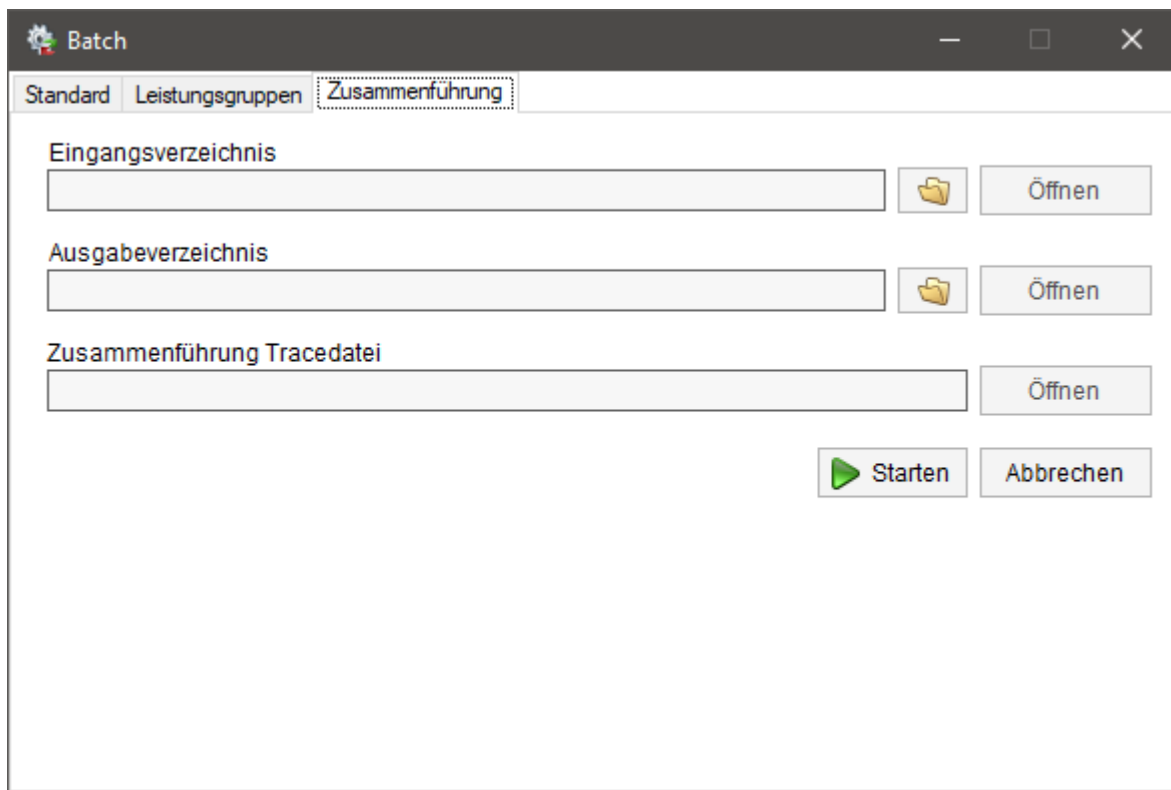 Batch
Standard Leistungsgruppen Zusammenführung
Eingangsverzeichnis
Öffnen
Ausgabeverzeichnis
Öffnen
Zusammenführung Tracedatei
Öffnen
Starten Abbrechen